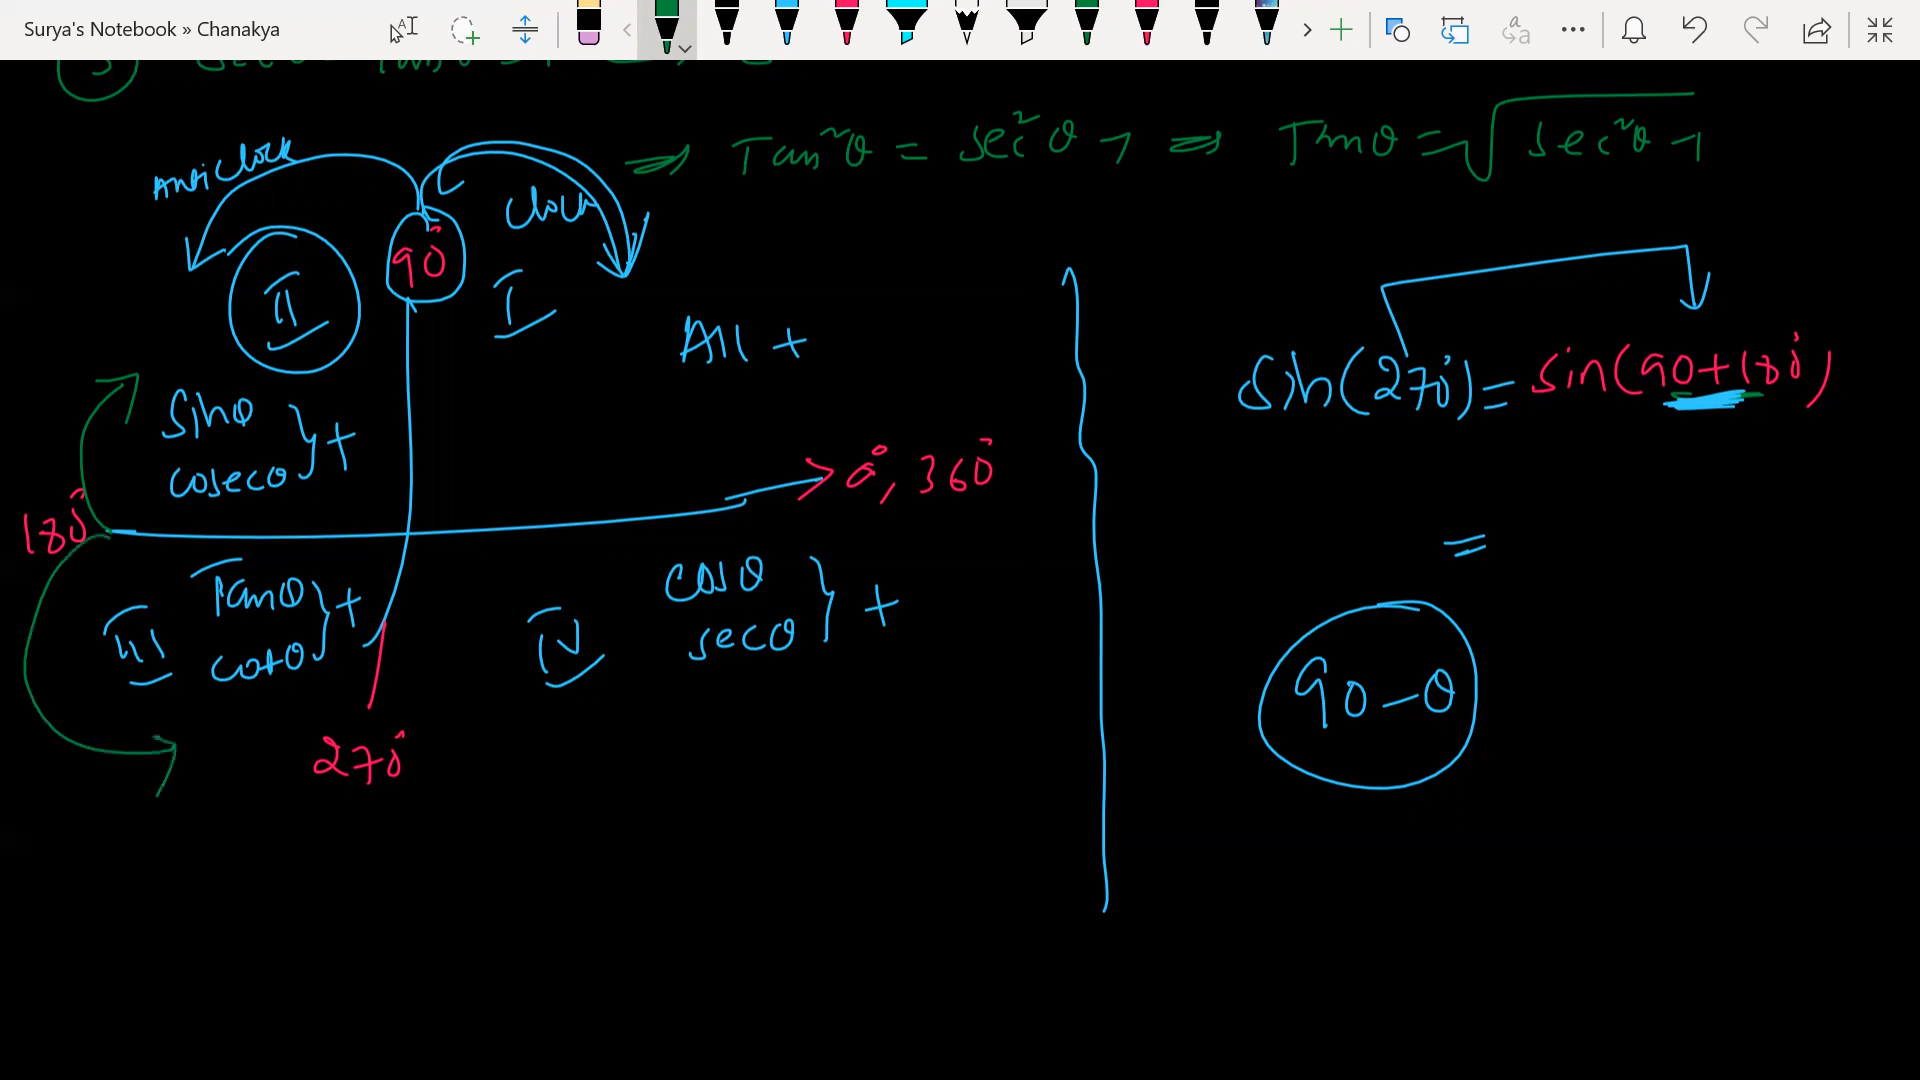 Surya's Notebook » Chanakya
③
⇒ Tan²θ = sec²θ - 1 ⇒ Tanθ = √sec²θ - 1
Anticlock
Clock
90°
II
I
All +
sin(270°) = sin(90+180°)
sinθ
cosecθ } +
0°, 360°
180°
=
Tanθ
cotθ } +
III
IV
cosθ
secθ } +
90 - θ
270°